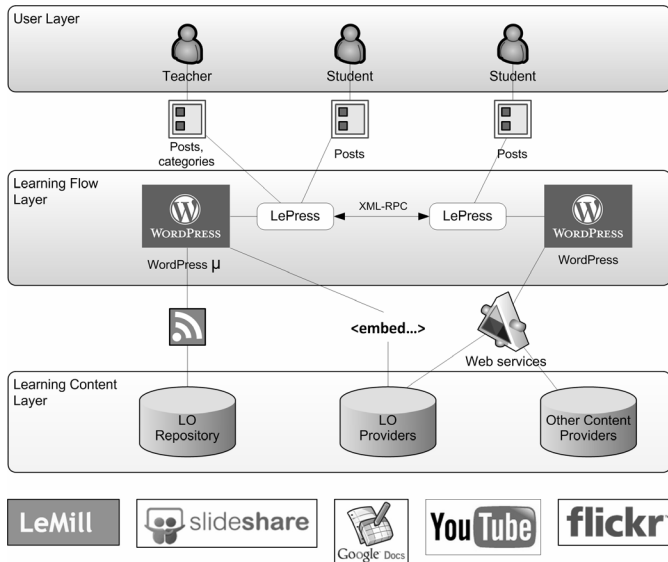 User Layer
Teacher
Student
Student
Posts,
categories
Posts
Posts
Learning Flow
Layer
WORDPRESS
LePress
XML-RPC
LePress
WORDPRESS
WordPress µ
WordPress
<embed...>
Web services
Learning Content
Layer
LO
Repository
LO
Providers
Other Content
Providers
LeMill
slideshare
Google Docs
YouTube
flickr